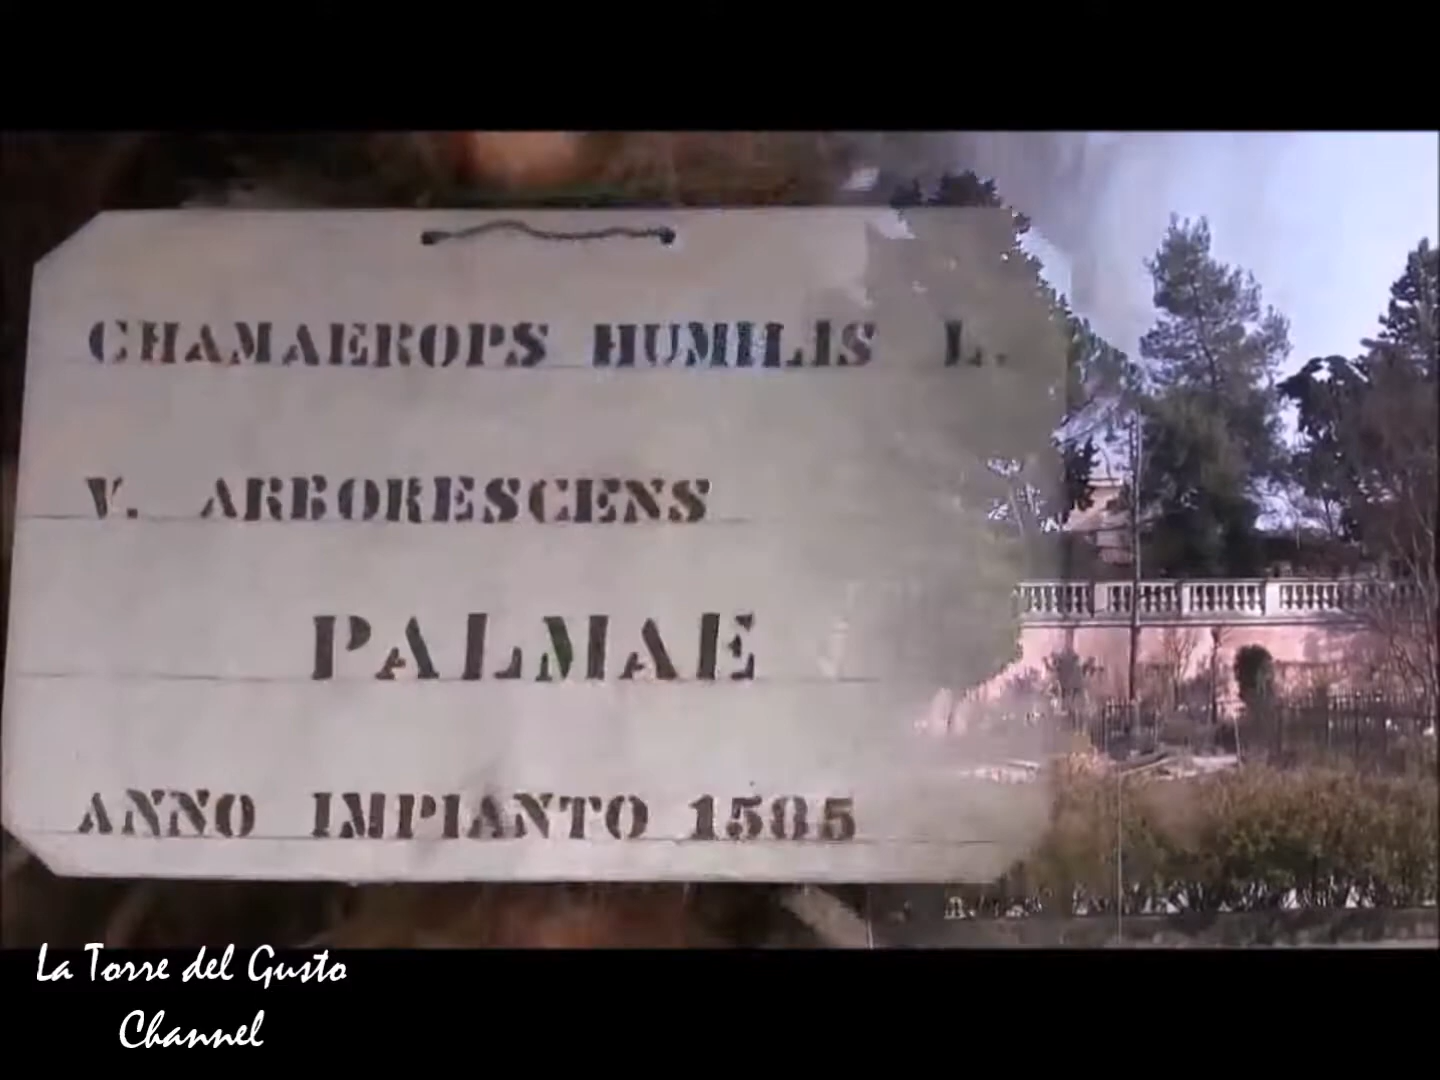 CHAMAEROPS HUMILIS L.
V. ARBORESCENS
PALMAE
ANNO IMPIANTO 1585
La Torre del Gusto
Channel